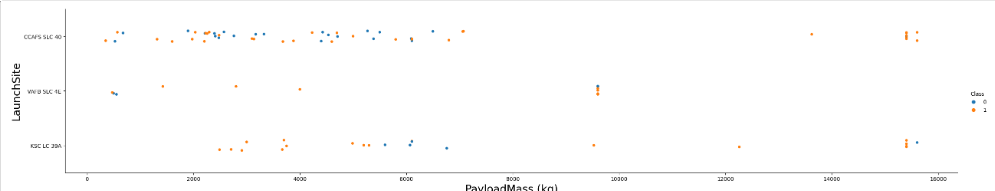 CCAFS SLC 40
VAFB SLC 4E
KSC LC 39A
LaunchSite
0
2000
4000
6000
8000
10000
12000
14000
16000
PayloadMass (kg)
Class
0
1